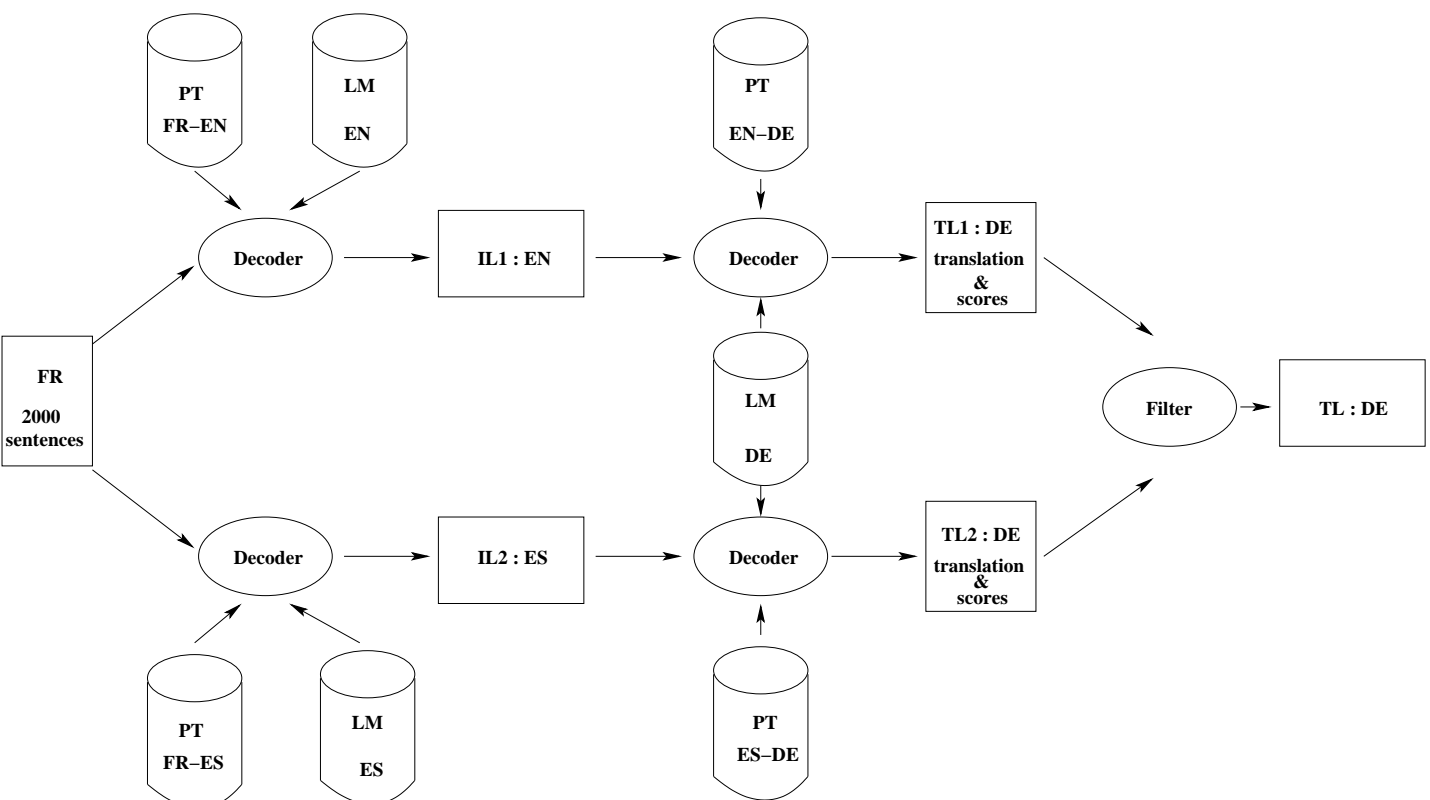 PT
FR−EN
LM
EN
PT
EN−DE
Decoder
IL1 : EN
Decoder
TL1 : DE
translation
&
scores
FR
2000
sentences
LM
DE
Filter
TL : DE
Decoder
IL2 : ES
Decoder
TL2 : DE
translation
&
scores
PT
FR−ES
LM
ES
PT
ES−DE